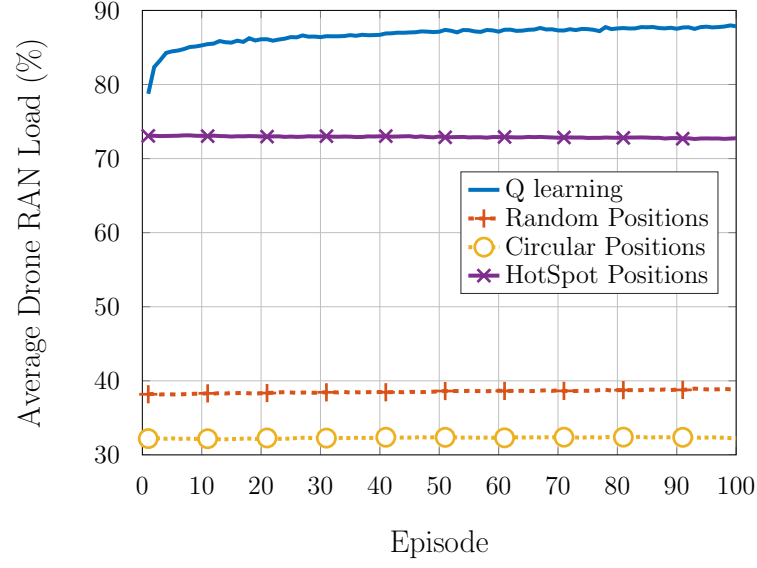 Average Drone RAN Load (%)
90
80
70
60
50
40
30
0 10 20 30 40 50 60 70 80 90 100
Episode
Q learning
Random Positions
Circular Positions
HotSpot Positions